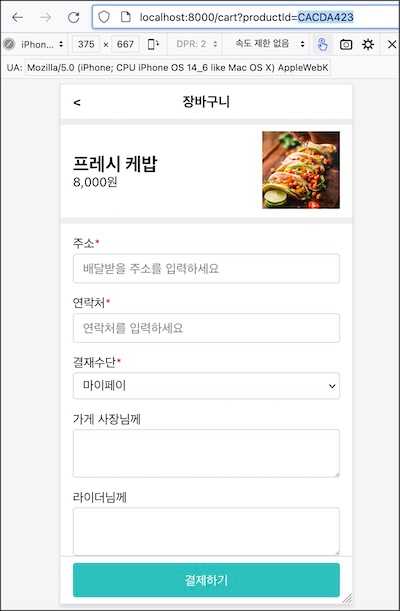 localhost:8000/cart?productId=CACDA423
iPhon... 375 × 667 DPR: 2 속도 제한 없음
UA: Mozilla/5.0 (iPhone; CPU iPhone OS 14_6 like Mac OS X) AppleWebK
< 장바구니
프레시 케밥
8,000원
주소*
배달받을 주소를 입력하세요
연락처*
연락처를 입력하세요
결재수단*
마이페이
가게 사장님께
라이더님께
결제하기